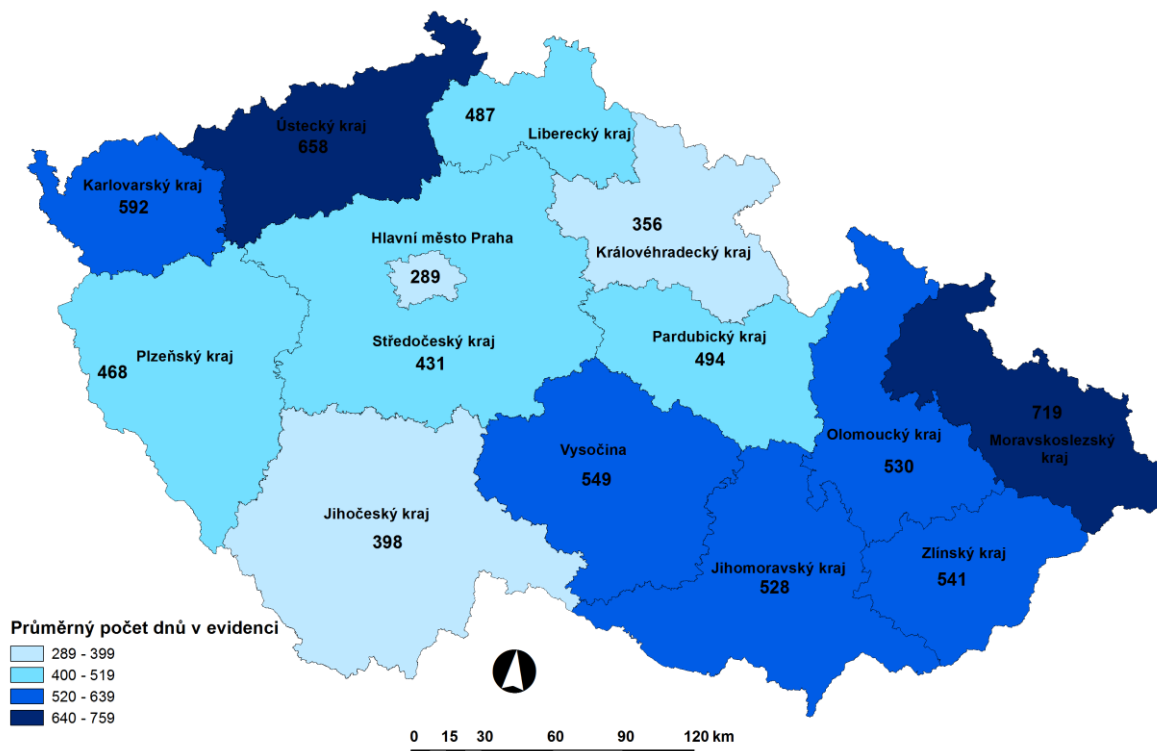 487
Liberecký kraj
Ústecký kraj
658
Karlovarský kraj
592
Hlavní město Praha
289
356
Královéhradecký kraj
Plzeňský kraj
468
Středočeský kraj
431
Pardubický kraj
494
719
Moravskoslezský
kraj
Olomoucký kraj
530
Vysočina
549
Jihočeský kraj
398
Jihomoravský kraj
528
Zlínský kraj
541
Průměrný počet dnů v evidenci
289 - 399
400 - 519
520 - 639
640 - 759
0 15 30 60 90 120 km